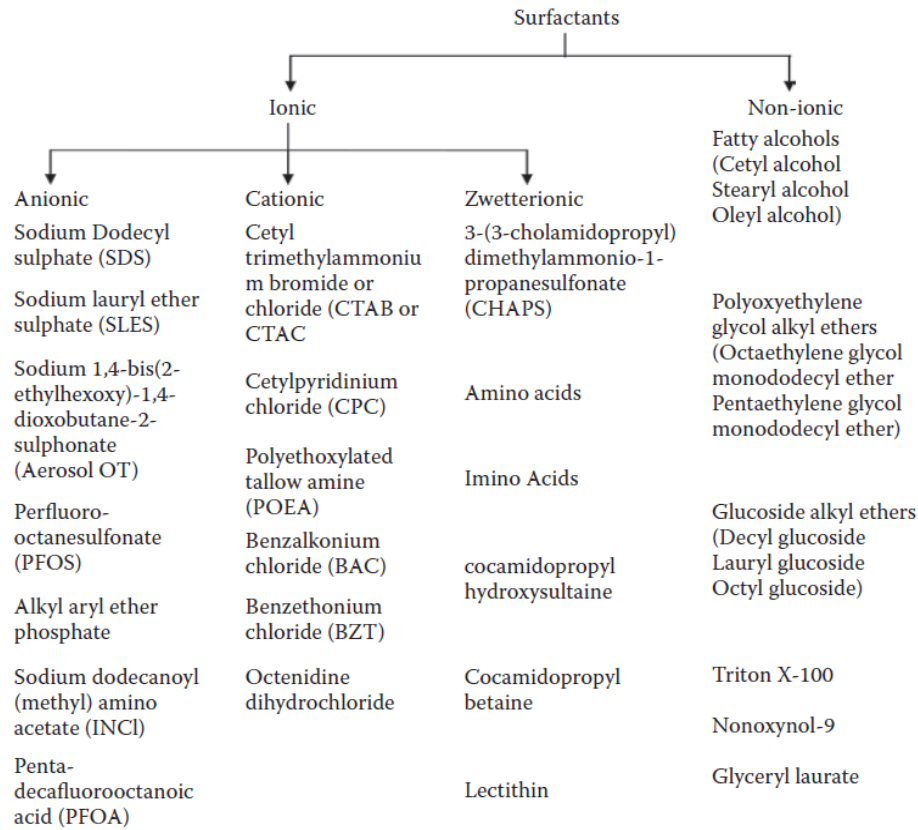 Surfactants
Ionic
Non-ionic
Fatty alcohols
(Cetyl alcohol
Stearyl alcohol
Oleyl alcohol)
Polyoxyethylene
glycol alkyl ethers
(Octaethylene glycol
monododecyl ether
Pentaethylene glycol
monododecyl ether)
Glucoside alkyl ethers
(Decyl glucoside
Lauryl glucoside
Octyl glucoside)
Triton X-100
Nonoxynol-9
Glyceryl laurate
Anionic
Sodium Dodecyl
sulphate (SDS)
Sodium lauryl ether
sulphate (SLES)
Sodium 1,4-bis(2-
ethylhexoxy)-1,4-
dioxobutane-2-
sulphonate
(Aerosol OT)
Perfluoro-
octanesulfonate
(PFOS)
Alkyl aryl ether
phosphate
Sodium dodecanoyl
(methyl) amino
acetate (INCl)
Penta-
decafluorooctanoic
acid (PFOA)
Cationic
Cetyl
trimethylammoniu
m bromide or
chloride (CTAB or
CTAC
Cetylpyridinium
chloride (CPC)
Polyethoxylated
tallow amine
(POEA)
Benzalkonium
chloride (BAC)
Benzethonium
chloride (BZT)
Octenidine
dihydrochloride
Zwetterionic
3-(3-cholamidopropyl)
dimethylammonio-1-
propanesulfonate
(CHAPS)
Amino acids
Imino Acids
cocamidopropyl
hydroxysultaine
Cocamidopropyl
betaine
Lectithin